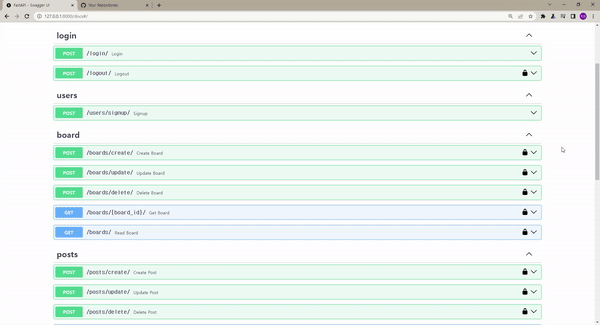 FastAPI - Swagger UI
Your Repositories
127.0.0.1:8000/docs#/
login
POST /login/ Login
POST /logout/ Logout
users
POST /users/signup/ Signup
board
POST /boards/create/ Create Board
POST /boards/update/ Update Board
POST /boards/delete/ Delete Board
GET /boards/{board_id}/ Get Board
GET /boards/ Read Board
posts
POST /posts/create/ Create Post
POST /posts/update/ Update Post
POST /posts/delete/ Delete Post